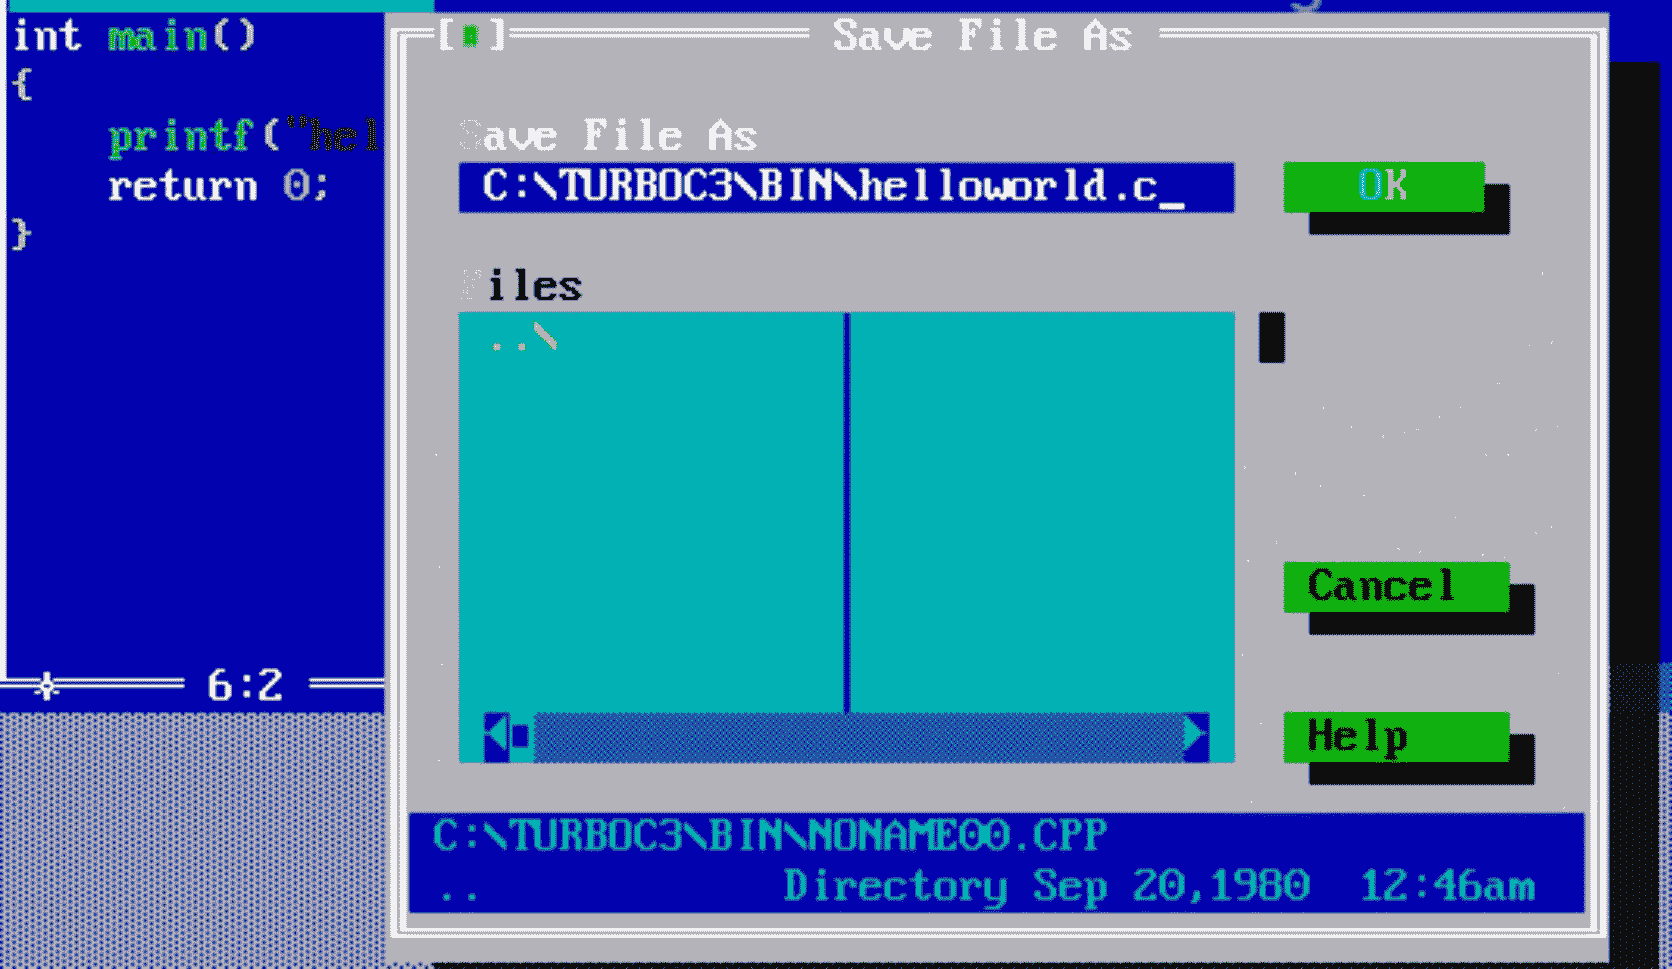 int main()
{
printf("hel
return 0;
}
6:2
Save File As
Save File As
C:\TURBOC3\BIN\helloworld.c_
OK
Files
..\
Cancel
Help
C:\TURBOC3\BIN\NONAME00.CPP
.. Directory Sep 20,1980 12:46am